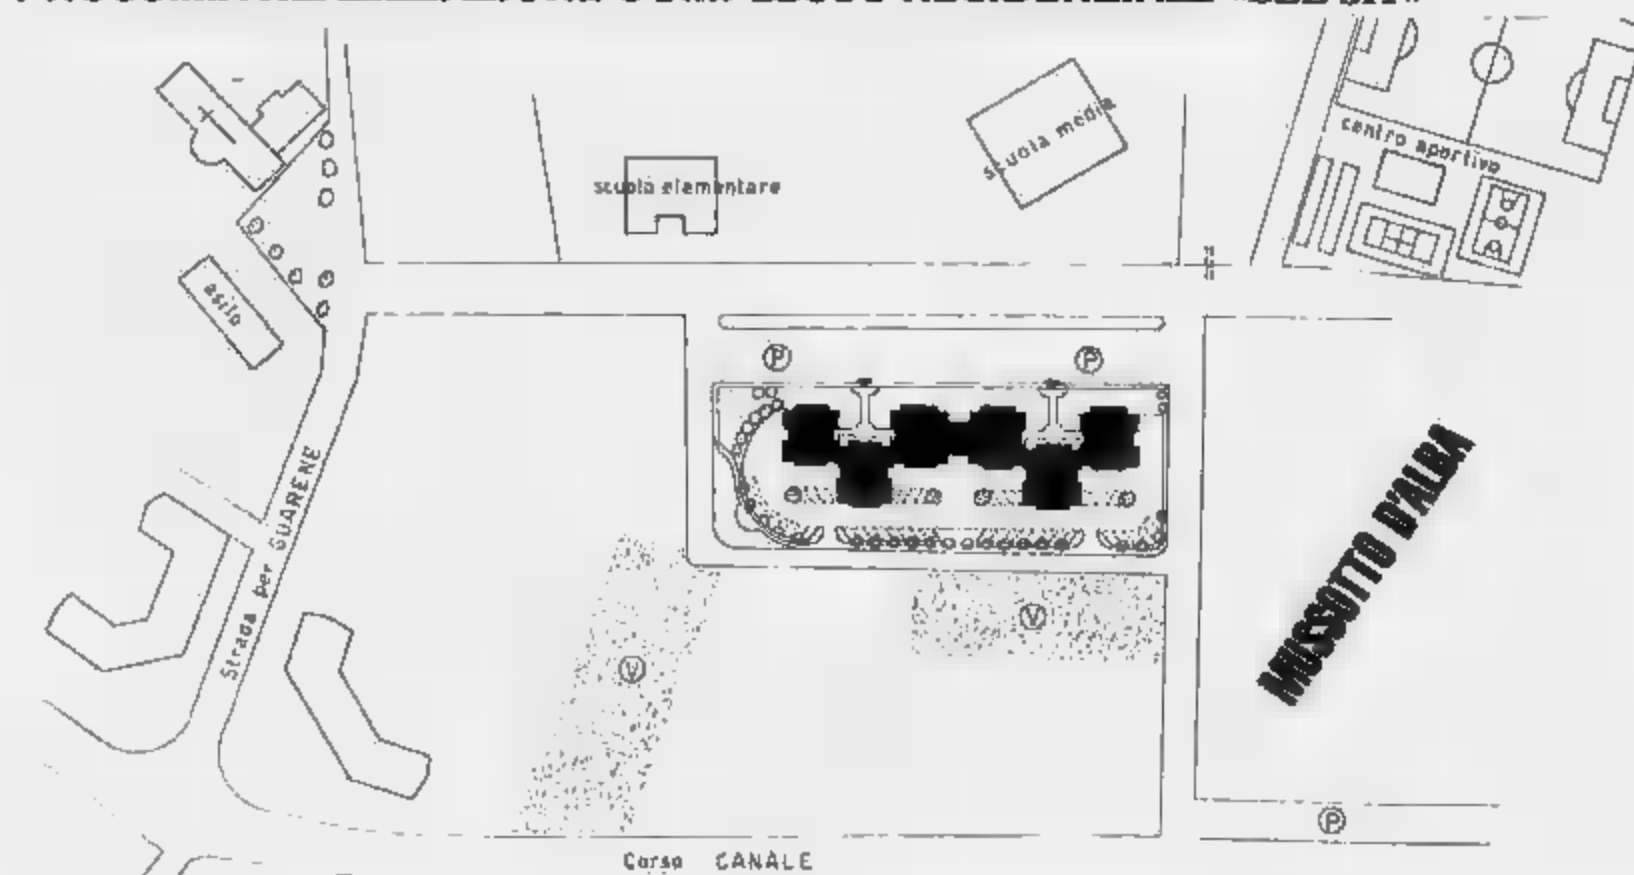 scuola media
centro sportivo
scuola elementare
asilo
P
P
Strada per GUARENE
MUSSOTTO D'ALBA
V
V
P
Corso CANALE